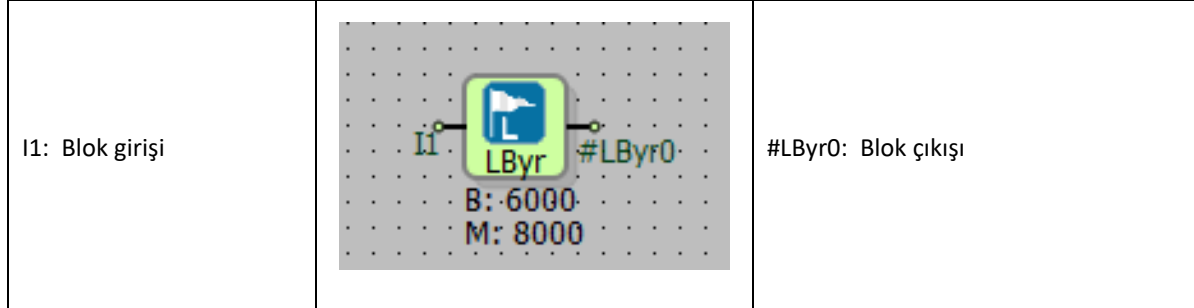 I1: Blok girişi
I1
L
LByr
#LByr0
B: 6000
M: 8000
#LByr0: Blok çıkışı